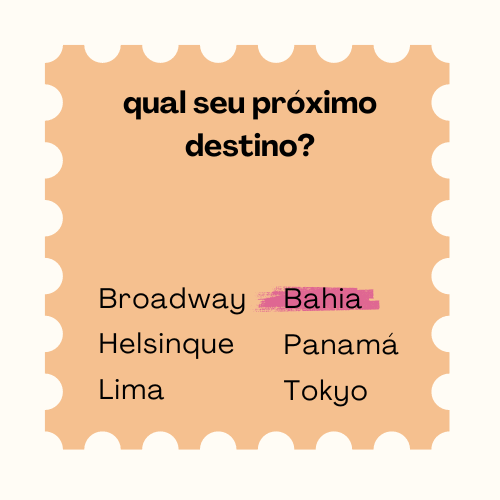 qual seu próximo
destino?
Broadway
Helsinque
Lima
Bahia
Panamá
Tokyo